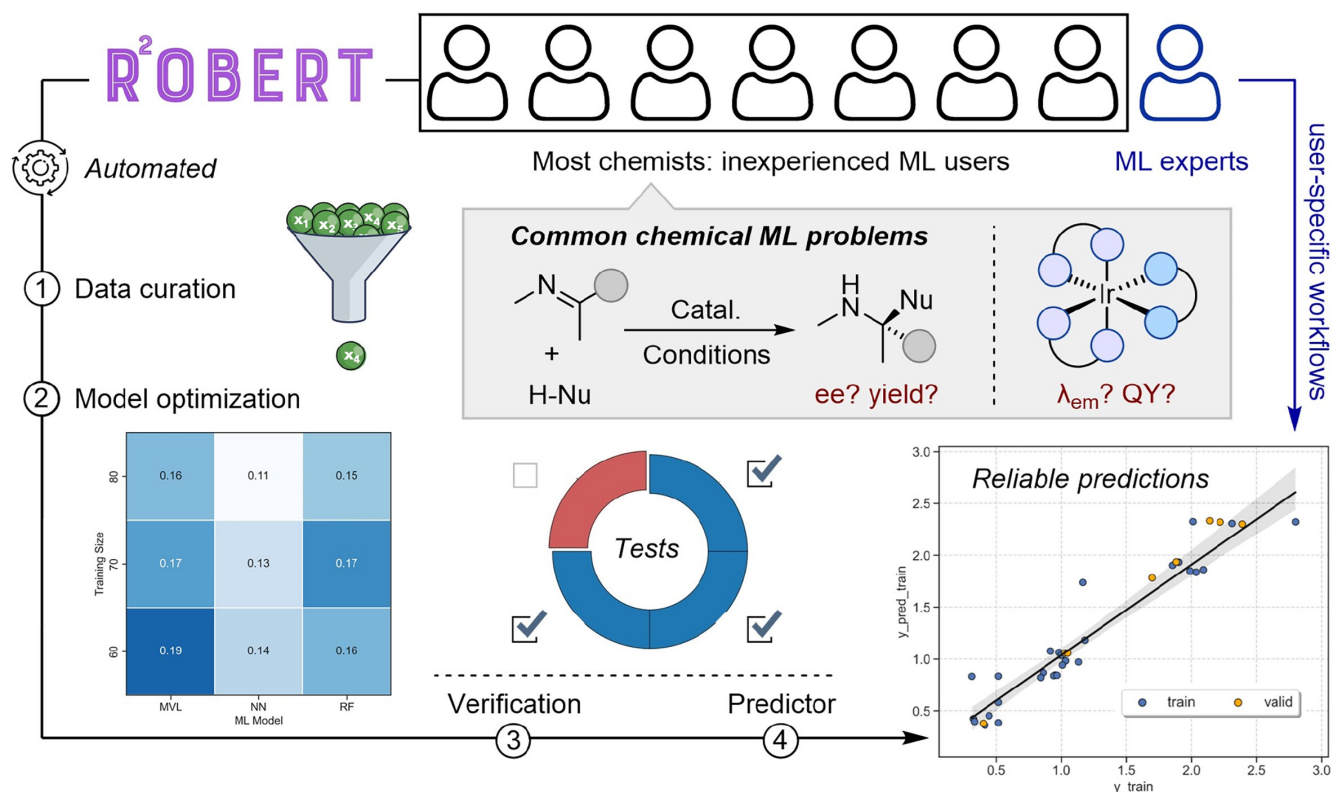 R²OBERT
Most chemists: inexperienced ML users
ML experts
user-specific workflows
Automated
x₁ x₂ x₄ x₅
x₄
1 Data curation
2 Model optimization
Common chemical ML problems
N
+
H-Nu
Catal.
Conditions
H
N
Nu
ee? yield?
Ir
λem? QY?
Training Size
80
70
60
0.16 0.11 0.15
0.17 0.13 0.17
0.19 0.14 0.16
MVL NN RF
ML Model
Tests
Verification
3
Predictor
4
Reliable predictions
y_pred_train
3.0
2.5
2.0
1.5
1.0
0.5
train valid
0.5 1.0 1.5 2.0 2.5 3.0
y_train